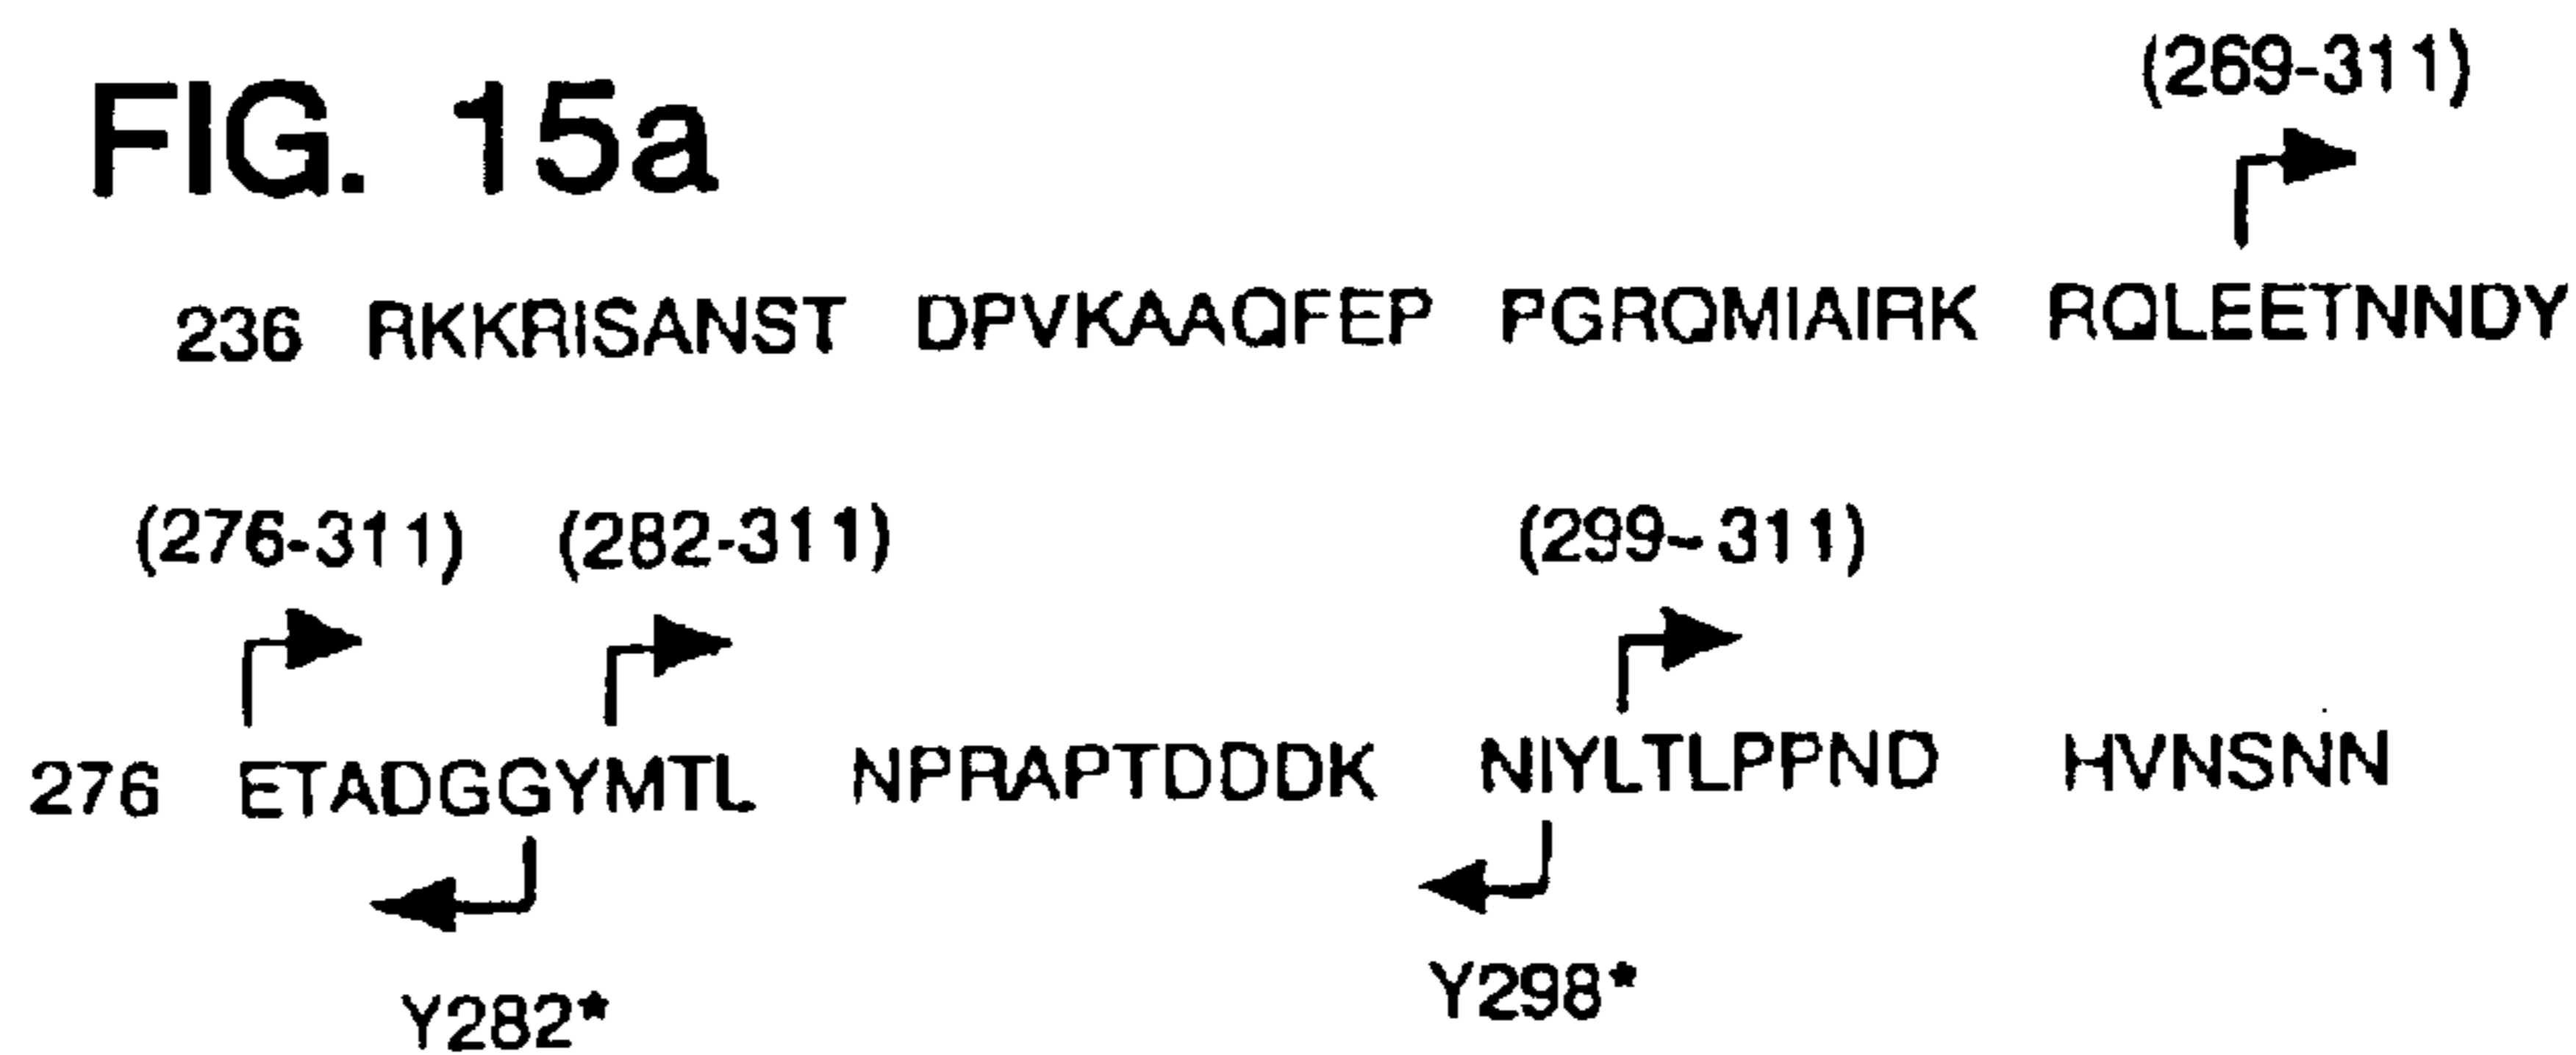 FIG. 15a
(269-311)
236 RKKRISANST DPVKAAQFEP PGRQMIAIRK RQLEETNNDY
(276-311) (282-311) (299-311)
276 ETADGGYMTL NPRAPTDDDK NIYLTLPPND HVNSNN
Y282* Y298*